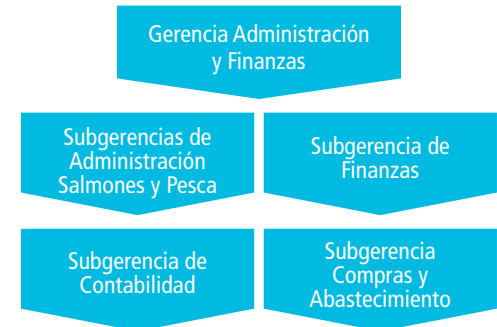 Gerencia Administración
y Finanzas
Subgerencias de
Administración
Salmones y Pesca
Subgerencia de
Finanzas
Subgerencia de
Contabilidad
Subgerencia
Compras y
Abastecimiento